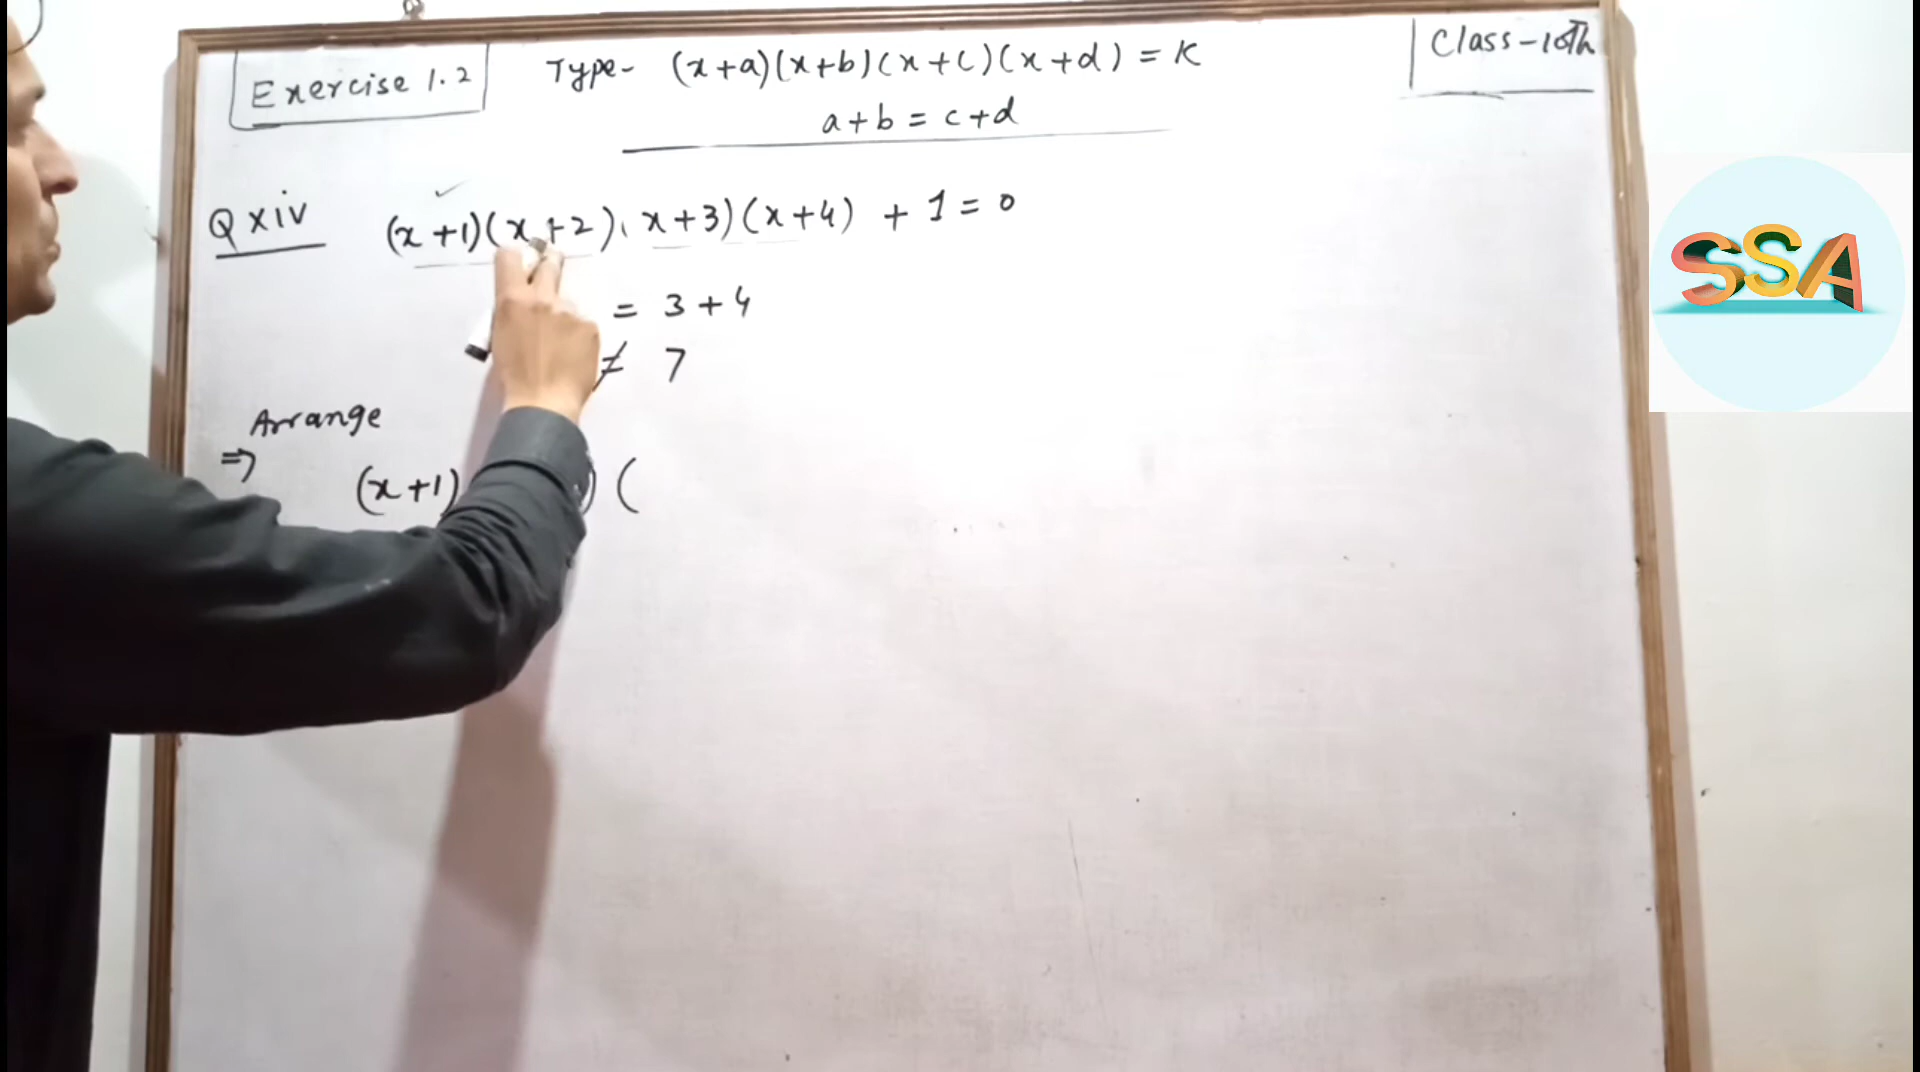 Exercise 1.2
Type- (x+a)(x+b)(x+c)(x+d) = K
a+b = c+d
Class-10th
Q xiv (x+1)(x+2)(x+3)(x+4) + 1 = 0
= 3+4
≠ 7
Arrange
⇒ (x+1) ) (
SSA